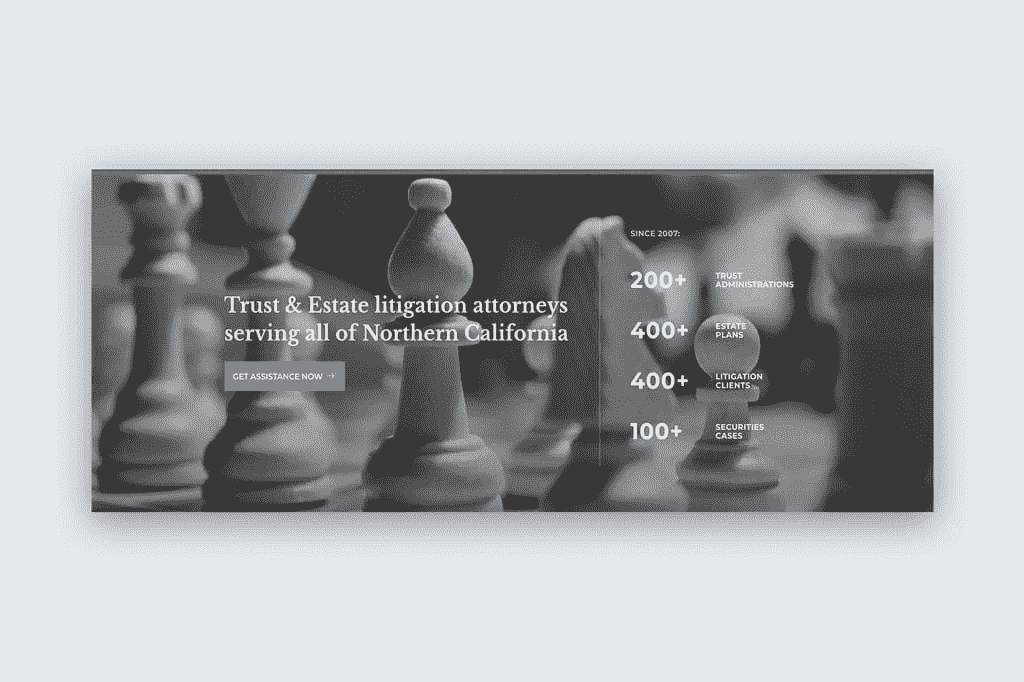 Trust & Estate litigation attorneys
serving all of Northern California
GET ASSISTANCE NOW →
SINCE 2007:
200+
TRUST
ADMINISTRATIONS
400+
ESTATE
PLANS
400+
LITIGATION
CLIENTS
100+
SECURITIES
CASES